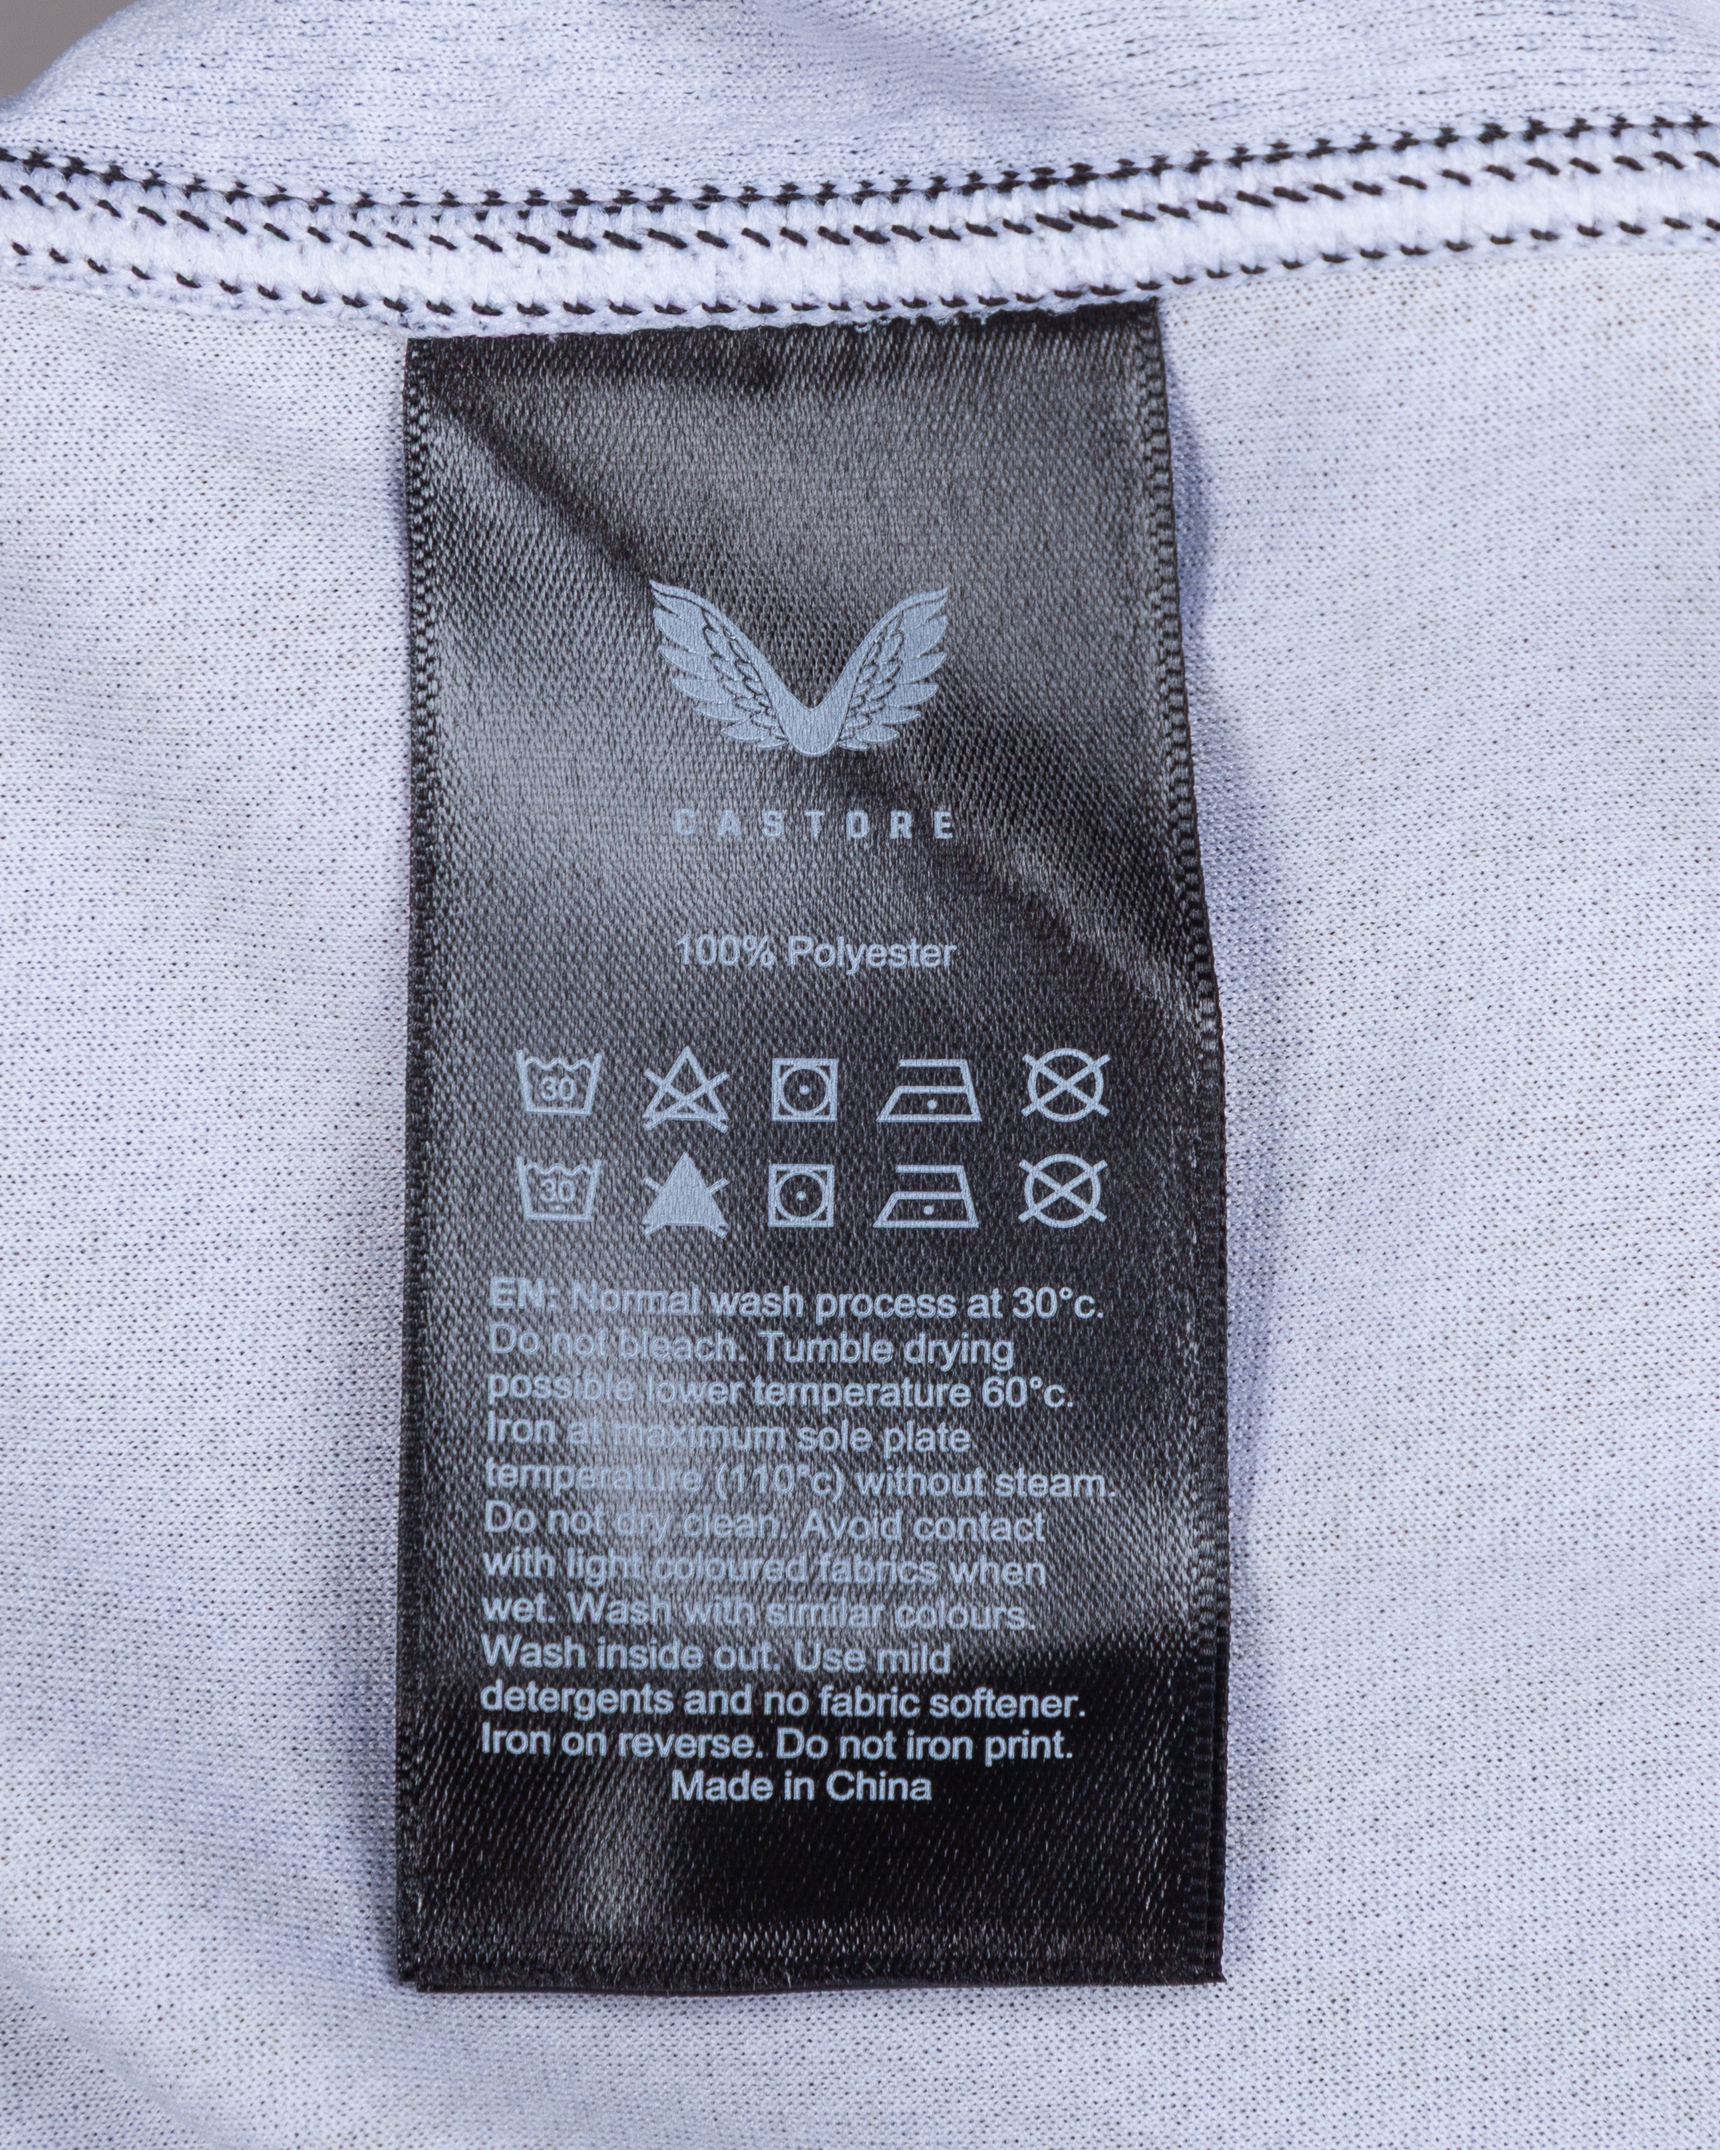 CASTORE
100% Polyester
30
30
EN: Normal wash process at 30°c.
Do not bleach. Tumble drying
possible lower temperature 60°c.
Iron at maximum sole plate
temperature (110°c) without steam.
Do not dry clean. Avoid contact
with light coloured fabrics when
wet. Wash with similar colours.
Wash inside out. Use mild
detergents and no fabric softener.
Iron on reverse. Do not iron print.
Made in China